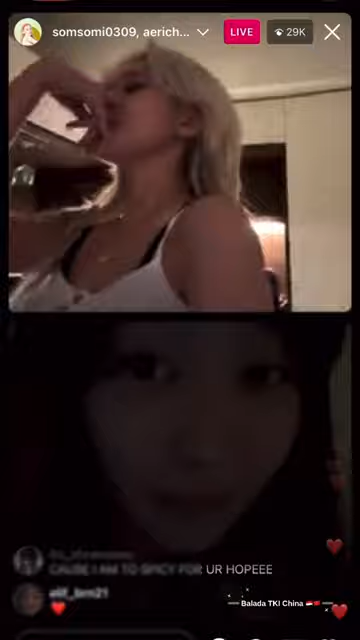 somsomi0309, aerich...
LIVE
29K
CAUSE I AM TO SPICY FOR UR HOPEEE
Balada TKI China 🇮🇩🇨🇳
❤️